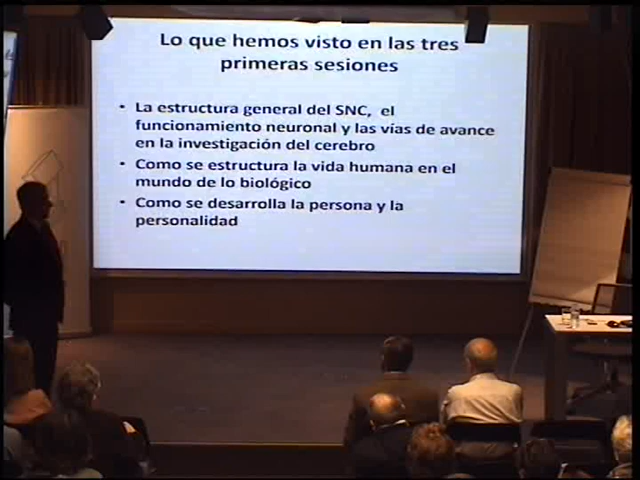 Lo que hemos visto en las tres
primeras sesiones
• La estructura general del SNC, el
funcionamiento neuronal y las vias de avance
en la investigación del cerebro
• Como se estructura la vida humana en el
mundo de lo biológico
• Como se desarrolla la persona y la
personalidad